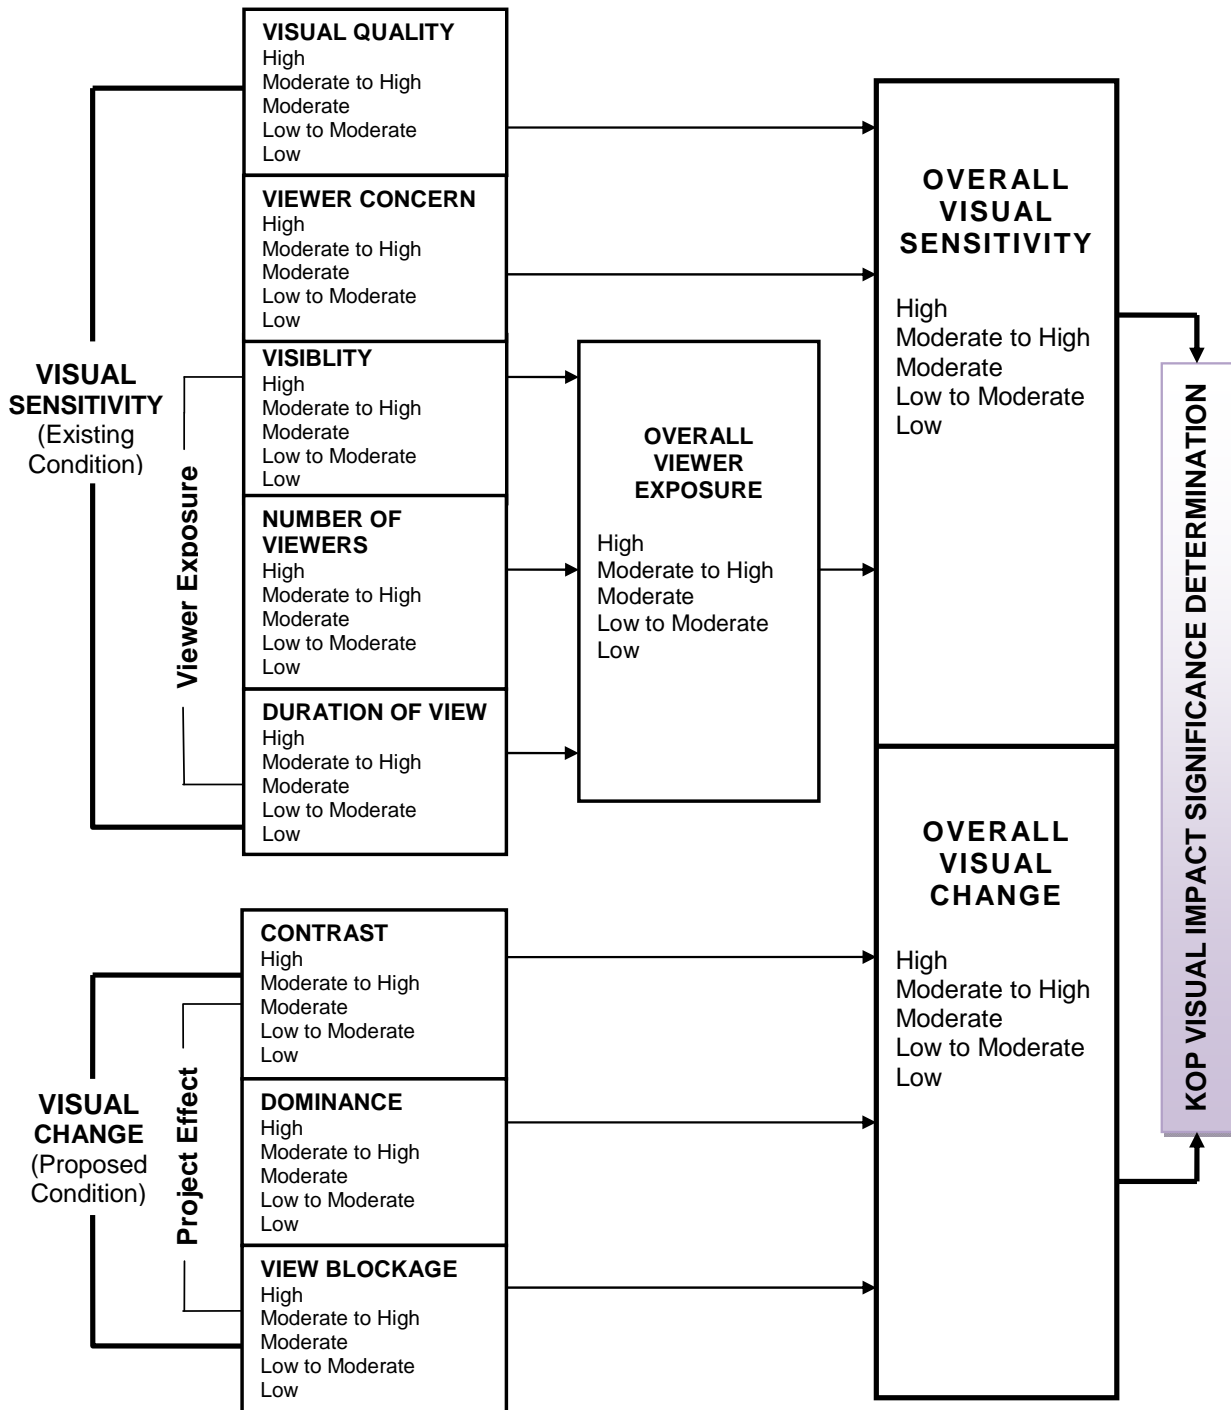 VISUAL QUALITY
High
Moderate to High
Moderate
Low to Moderate
Low
VIEWER CONCERN
High
Moderate to High
Moderate
Low to Moderate
Low
VISIBLITY
High
Moderate to High
Moderate
Low to Moderate
Low
NUMBER OF
VIEWERS
High
Moderate to High
Moderate
Low to Moderate
Low
DURATION OF VIEW
High
Moderate to High
Moderate
Low to Moderate
Low
VISUAL
SENSITIVITY
(Existing
Condition)
Viewer Exposure
OVERALL
VIEWER
EXPOSURE
High
Moderate to High
Moderate
Low to Moderate
Low
OVERALL
VISUAL
SENSITIVITY
High
Moderate to High
Moderate
Low to Moderate
Low
CONTRAST
High
Moderate to High
Moderate
Low to Moderate
Low
DOMINANCE
High
Moderate to High
Moderate
Low to Moderate
Low
VIEW BLOCKAGE
High
Moderate to High
Moderate
Low to Moderate
Low
VISUAL
CHANGE
(Proposed
Condition)
Project Effect
OVERALL
VISUAL
CHANGE
High
Moderate to High
Moderate
Low to Moderate
Low
KOP VISUAL IMPACT SIGNIFICANCE DETERMINATION